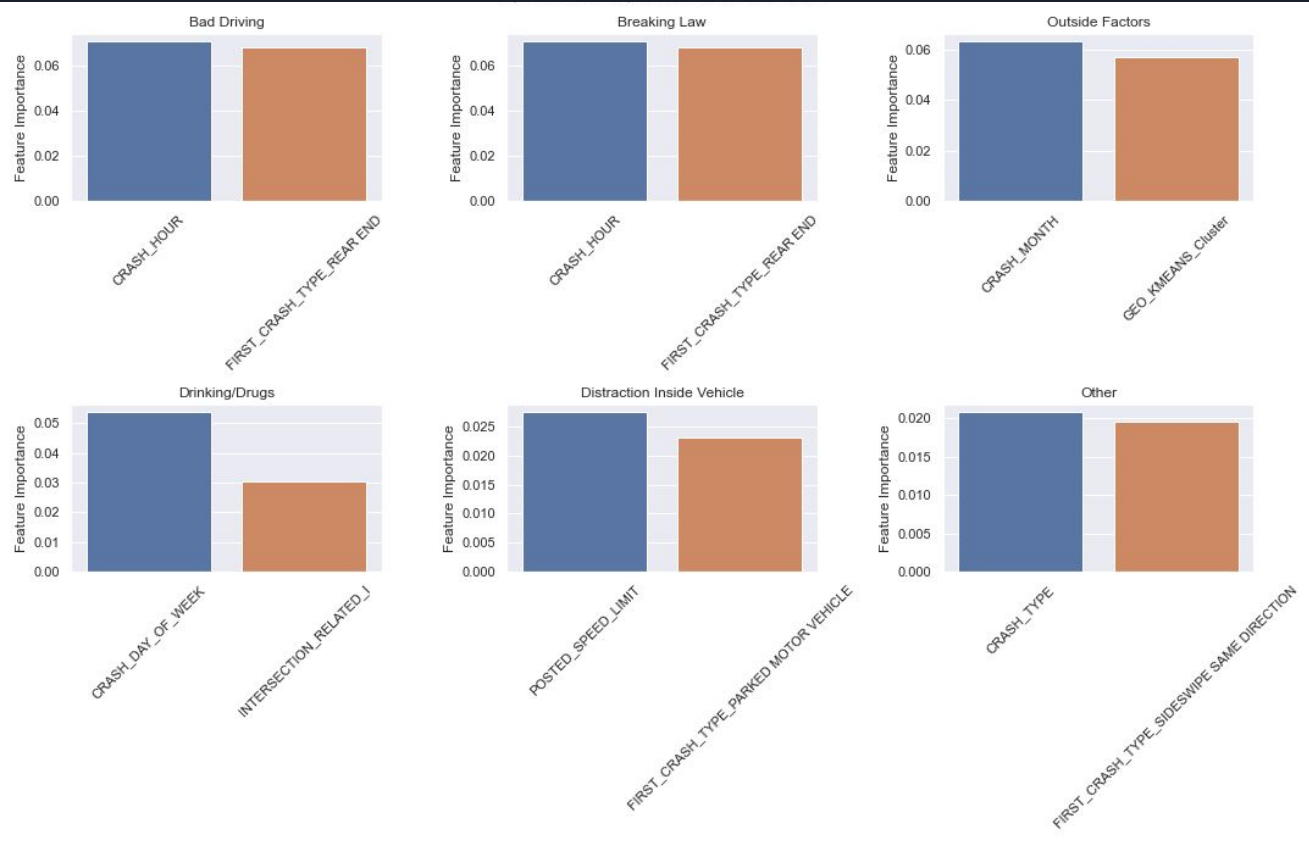 Bad Driving
Feature Importance
0.06
0.04
0.02
0.00
CRASH_HOUR
FIRST_CRASH_TYPE_REAR END
Breaking Law
Feature Importance
0.06
0.04
0.02
0.00
CRASH_HOUR
FIRST_CRASH_TYPE_REAR END
Outside Factors
Feature Importance
0.06
0.04
0.02
0.00
CRASH_MONTH
GEO_KMEANS_Cluster
Drinking/Drugs
Feature Importance
0.05
0.04
0.03
0.02
0.01
0.00
CRASH_DAY_OF_WEEK
INTERSECTION_RELATED_I
Distraction Inside Vehicle
Feature Importance
0.025
0.020
0.015
0.010
0.005
0.000
POSTED_SPEED_LIMIT
FIRST_CRASH_TYPE_PARKED MOTOR VEHICLE
Other
Feature Importance
0.020
0.015
0.010
0.005
0.000
CRASH_TYPE
FIRST_CRASH_TYPE_SIDESWIPE SAME DIRECTION